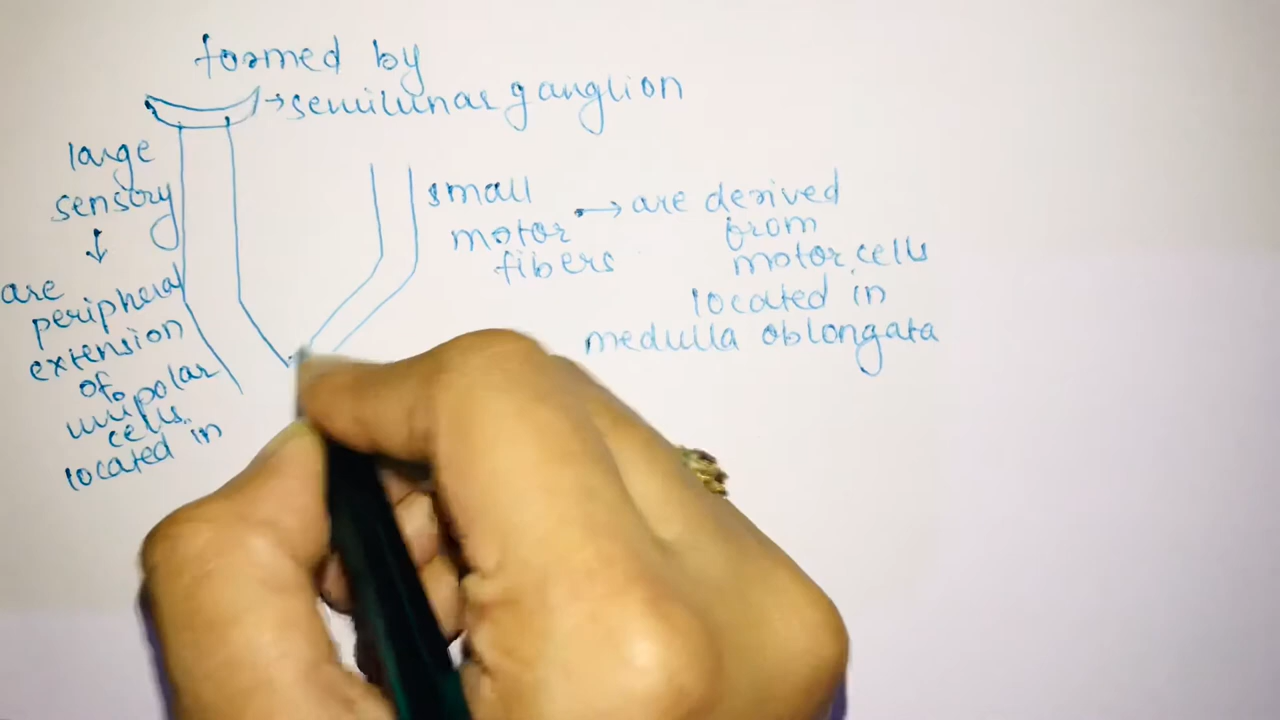 formed by
→semilunar ganglion
large
sensory
↓
are
peripheral
extension
of
unipolar
cells
located in
small
motor
fibers
→ are derived
from
motor cells
located in
medulla oblongata